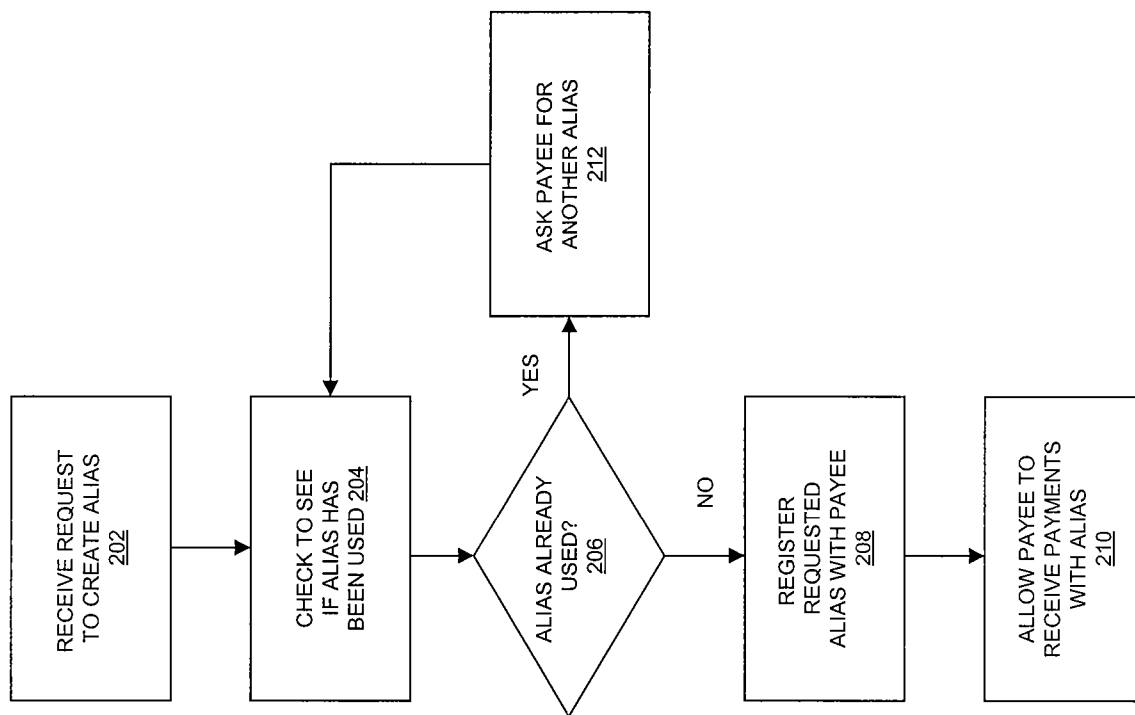 RECEIVE REQUEST
TO CREATE ALIAS
202
CHECK TO SEE
IF ALIAS HAS
BEEN USED 204
ALIAS ALREADY
USED?
206
YES
ASK PAYEE FOR
ANOTHER ALIAS
212
NO
REGISTER
REQUESTED
ALIAS WITH PAYEE
208
ALLOW PAYEE TO
RECEIVE PAYMENTS
WITH ALIAS
210